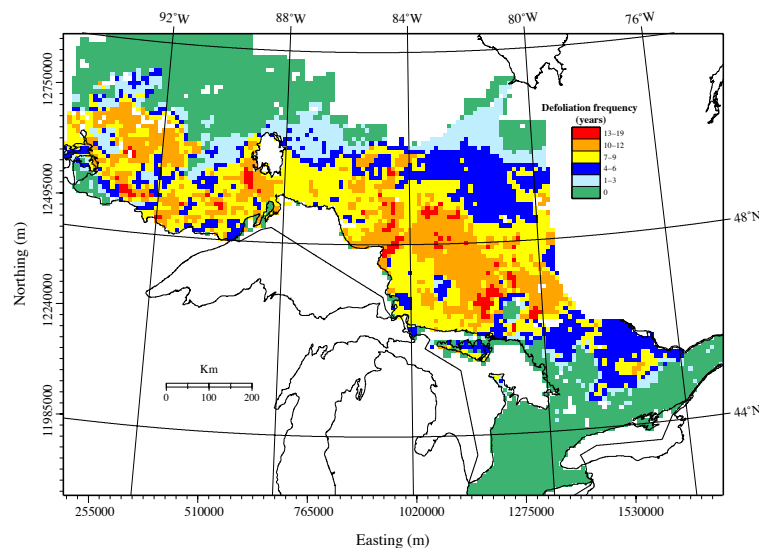 92°W 88°W 84°W 80°W 76°W
12750000
12495000
12240000
11985000
Northing (m)
Defoliation frequency
(years)
13–19
10–12
7–9
4–6
1–3
0
48°N
44°N
Km
0 100 200
255000 510000 765000 1020000 1275000 1530000
Easting (m)